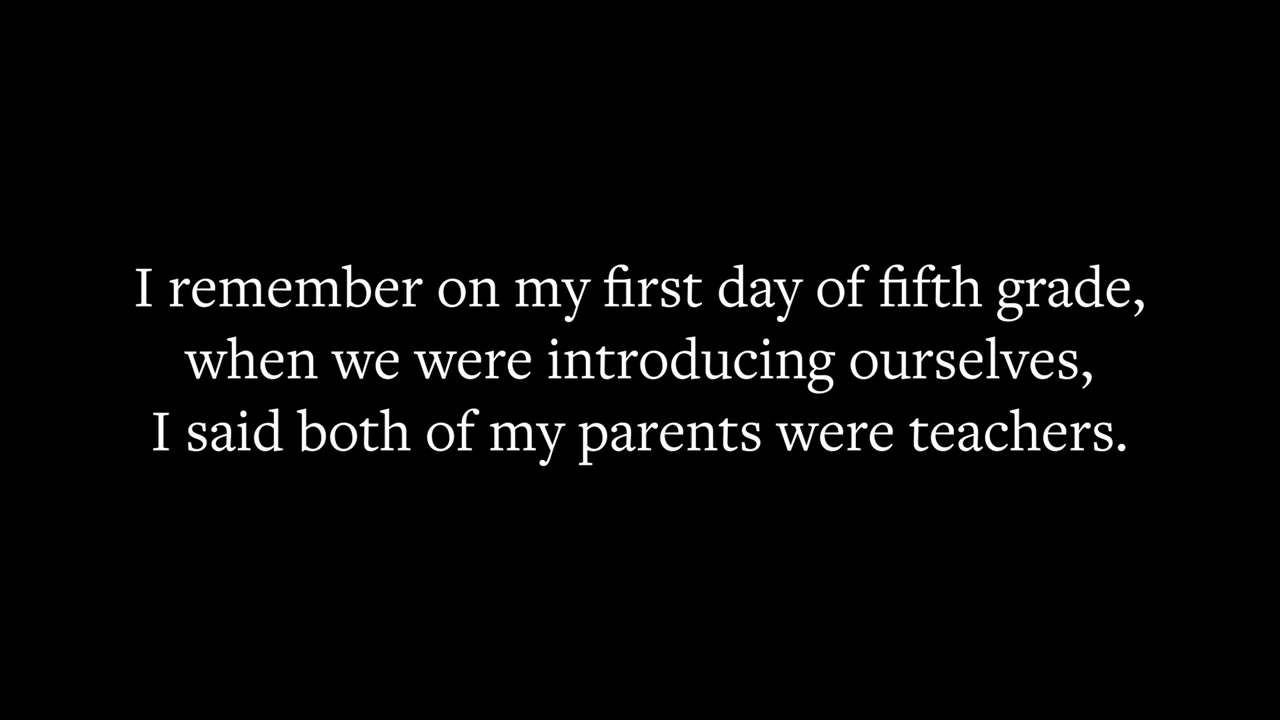 I remember on my first day of fifth grade,
when we were introducing ourselves,
I said both of my parents were teachers.